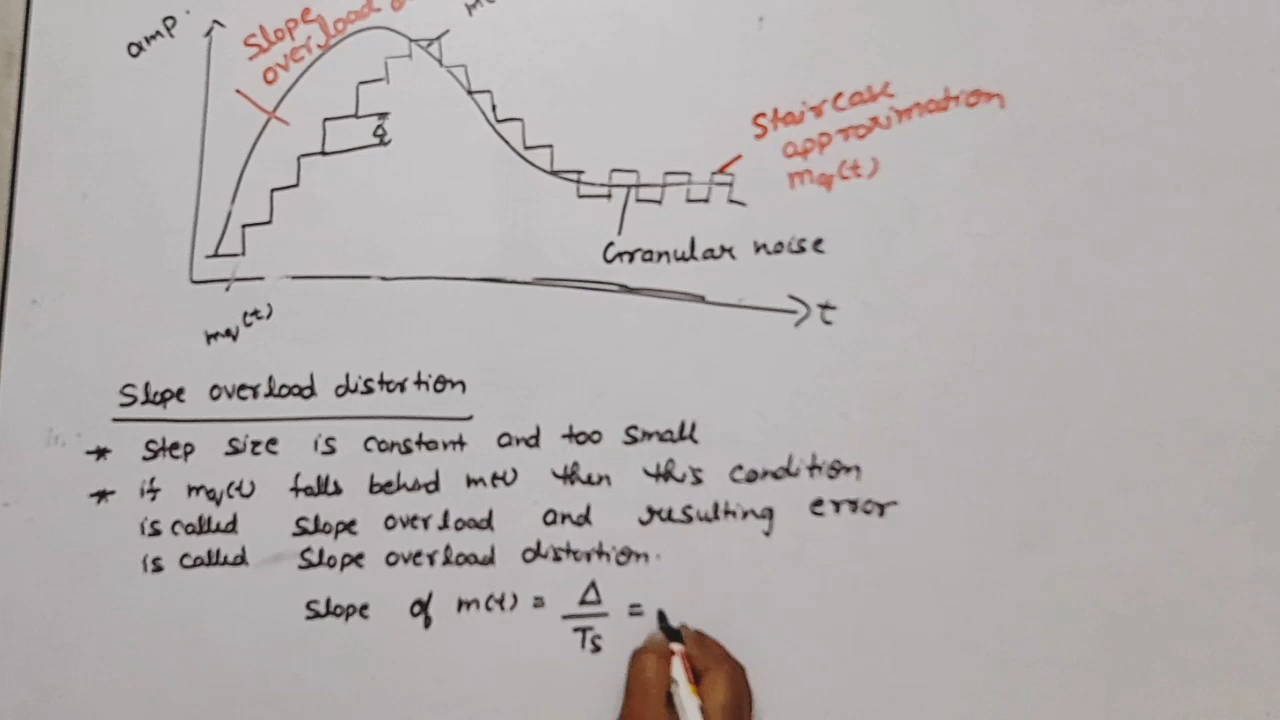 amp.
Slope
overload
Staircase
approximation
mq(t)
Δ
Granular noise
t
mq(t)
Slope overload distortion
* Step size is constant and too small
* if mq(t) falls behind m(t) then this condition
is called slope overload and resulting error
is called slope overload distortion.
Slope of m(t) = Δ/Ts =